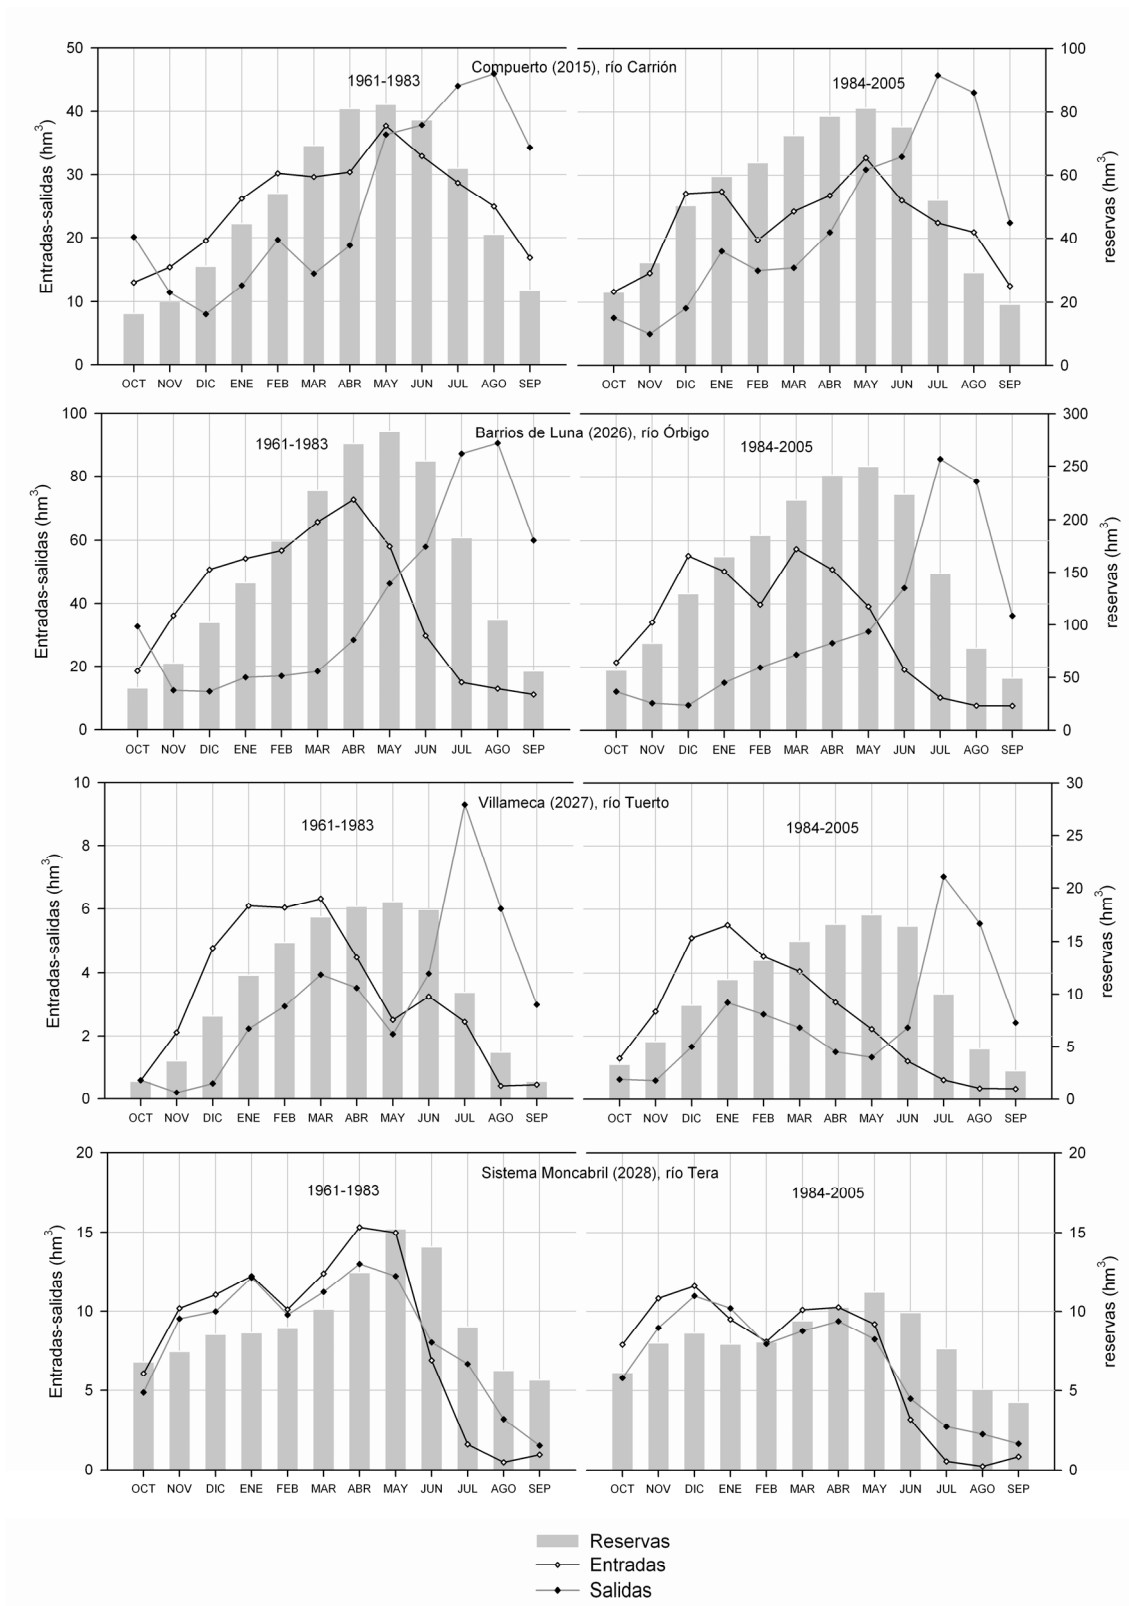 Compuerto (2015), río Carrión
1961-1983
1984-2005
Entradas-salidas (hm³)
reservas (hm³)
50
40
30
20
10
0
100
80
60
40
20
0
OCT NOV DIC ENE FEB MAR ABR MAY JUN JUL AGO SEP
OCT NOV DIC ENE FEB MAR ABR MAY JUN JUL AGO SEP
Barrios de Luna (2026), río Órbigo
1961-1983
1984-2005
Entradas-salidas (hm³)
reservas (hm³)
100
80
60
40
20
0
300
250
200
150
100
50
0
OCT NOV DIC ENE FEB MAR ABR MAY JUN JUL AGO SEP
OCT NOV DIC ENE FEB MAR ABR MAY JUN JUL AGO SEP
Villameca (2027), río Tuerto
1961-1983
1984-2005
Entradas-salidas (hm³)
reservas (hm³)
10
8
6
4
2
0
30
25
20
15
10
5
0
OCT NOV DIC ENE FEB MAR ABR MAY JUN JUL AGO SEP
OCT NOV DIC ENE FEB MAR ABR MAY JUN JUL AGO SEP
Sistema Moncabril (2028), río Tera
1961-1983
1984-2005
Entradas-salidas (hm³)
reservas (hm³)
20
15
10
5
0
20
15
10
5
0
OCT NOV DIC ENE FEB MAR ABR MAY JUN JUL AGO SEP
OCT NOV DIC ENE FEB MAR ABR MAY JUN JUL AGO SEP
Reservas
Entradas
Salidas